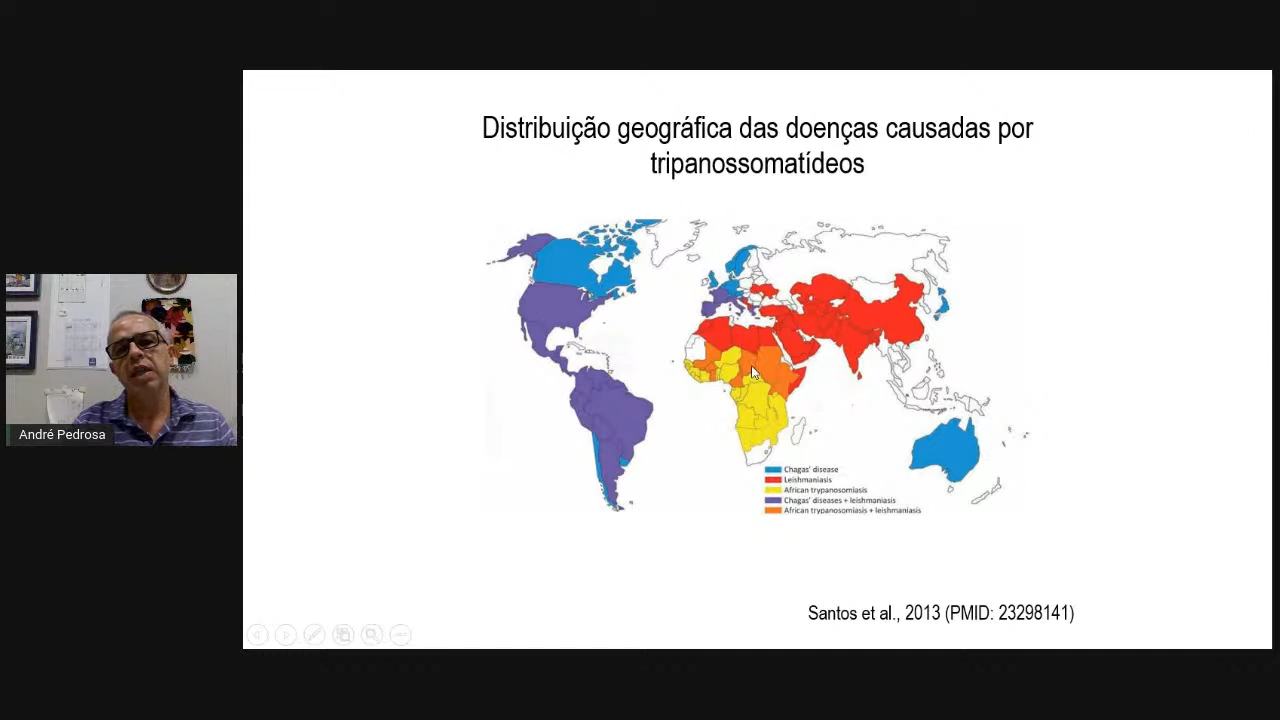 Distribuição geográfica das doenças causadas por
tripanossomatídeos
Chagas' disease
Leishmaniasis
African trypanosomiasis
Chagas' diseases + leishmaniasis
African trypanosomiasis + leishmaniasis
Santos et al., 2013 (PMID: 23298141)
André Pedrosa